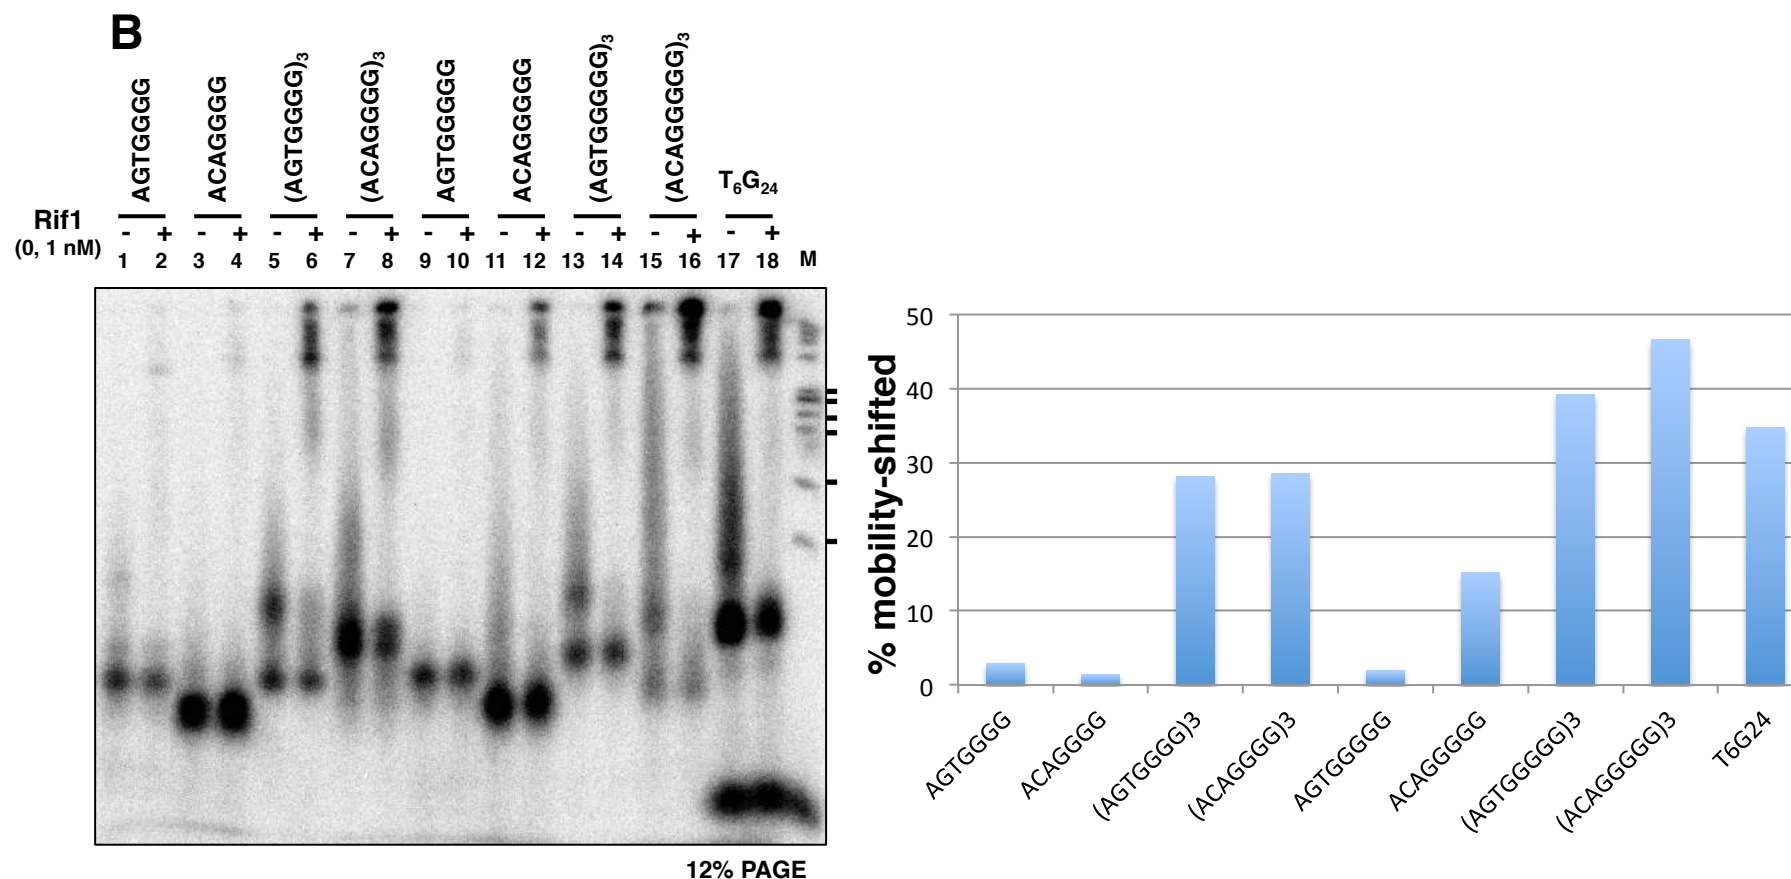 B
AGTGGGG
ACAGGGG
(AGTGGGG)₃
(ACAGGGG)₃
AGTGGGGG
ACAGGGGG
(AGTGGGGG)₃
(ACAGGGGG)₃
T₆G₂₄
Rif1
- + - + - + - + - + - + - + - + - +
(0, 1 nM)
1 2 3 4 5 6 7 8 9 10 11 12 13 14 15 16 17 18 M
12% PAGE
% mobility-shifted
50
40
30
20
10
0
AGTGGGG
ACAGGGG
(AGTGGGG)3
(ACAGGGG)3
AGTGGGGG
ACAGGGGG
(AGTGGGGG)3
(ACAGGGGG)3
T6G24